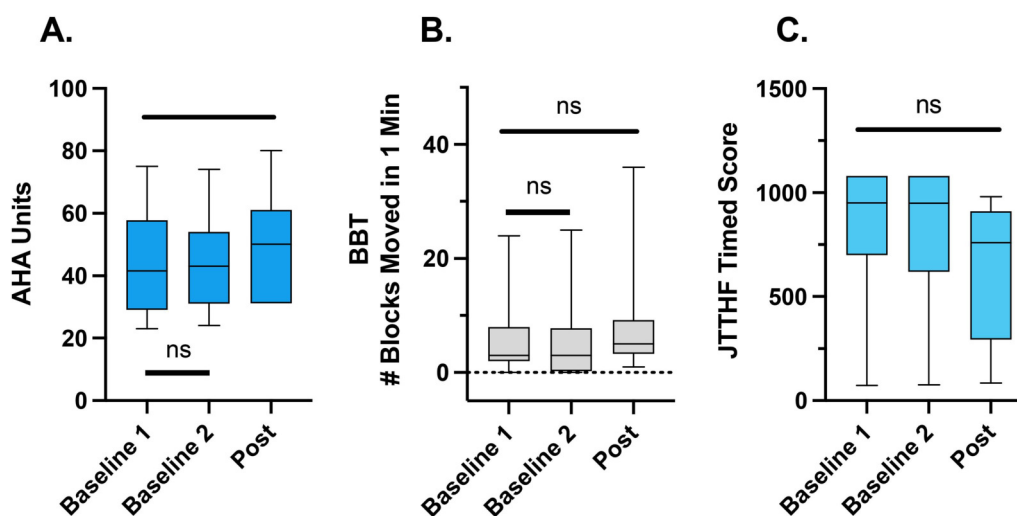 A.
AHA Units
100
80
60
40
20
0
ns
Baseline 1
Baseline 2
Post
B.
BBT
# Blocks Moved in 1 Min
40
20
0
ns
ns
Baseline 1
Baseline 2
Post
C.
JTTHF Timed Score
1500
1000
500
0
ns
Baseline 1
Baseline 2
Post